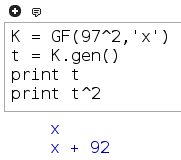 K = GF(97^2,'x')
t = K.gen()
print t
print t^2
x
x + 92